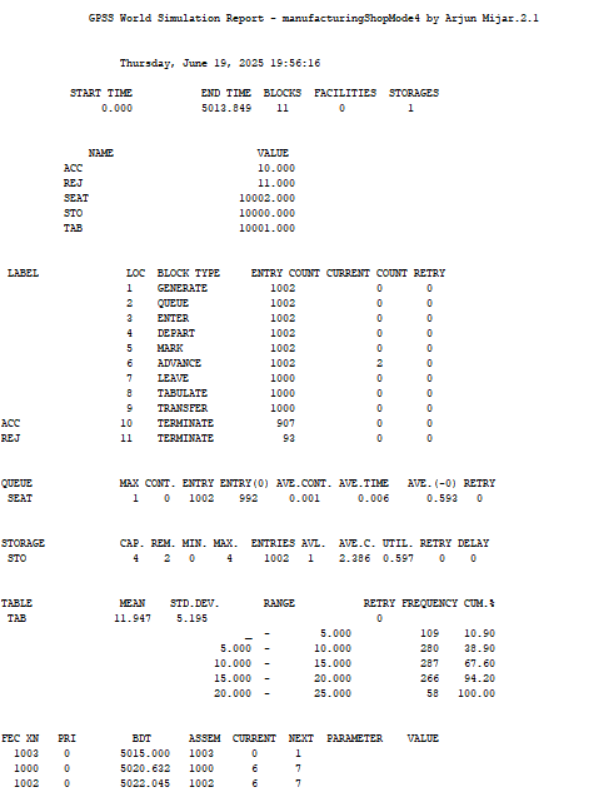 GPSS World Simulation Report - manufacturingShopMode4 by Arjun Mijar.2.1
Thursday, June 19, 2025 19:56:16
START TIME END TIME BLOCKS FACILITIES STORAGES
0.000 5013.849 11 0 1
NAME VALUE
ACC 10.000
REJ 11.000
SEAT 10002.000
STO 10000.000
TAB 10001.000
LABEL LOC BLOCK TYPE ENTRY COUNT CURRENT COUNT RETRY
1 GENERATE 1002 0 0
2 QUEUE 1002 0 0
3 ENTER 1002 0 0
4 DEPART 1002 0 0
5 MARK 1002 0 0
6 ADVANCE 1002 2 0
7 LEAVE 1000 0 0
8 TABULATE 1000 0 0
9 TRANSFER 1000 0 0
ACC 10 TERMINATE 907 0 0
REJ 11 TERMINATE 93 0 0
QUEUE MAX CONT. ENTRY ENTRY(0) AVE.CONT. AVE.TIME AVE.(-0) RETRY
SEAT 1 0 1002 992 0.001 0.006 0.593 0
STORAGE CAP. REM. MIN. MAX. ENTRIES AVL. AVE.C. UTIL. RETRY DELAY
STO 4 2 0 4 1002 1 2.386 0.597 0 0
TABLE MEAN STD.DEV. RANGE RETRY FREQUENCY CUM.%
TAB 11.947 5.195 0
_ - 5.000 109 10.90
5.000 - 10.000 280 38.90
10.000 - 15.000 287 67.60
15.000 - 20.000 266 94.20
20.000 - 25.000 58 100.00
FEC XN PRI BDT ASSEM CURRENT NEXT PARAMETER VALUE
1003 0 5015.000 1003 0 1
1000 0 5020.632 1000 6 7
1002 0 5022.045 1002 6 7